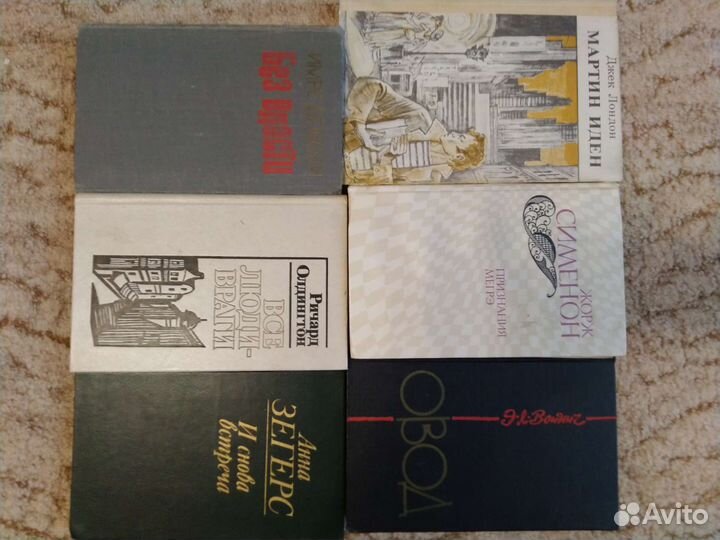 Без
Джек Лондон
МАРТИН ИДЕН
Ричард
Олдингтон
ВСЕ
ЛЮДИ-
ВРАГИ
ЖОРЖ
СИМЕНОН
ПРИЗНАНИЯ
МЕГРЭ
Анна
ЗЕГЕРС
И снова
встреча
Э.Л.Войнич
ОВОД
Avito